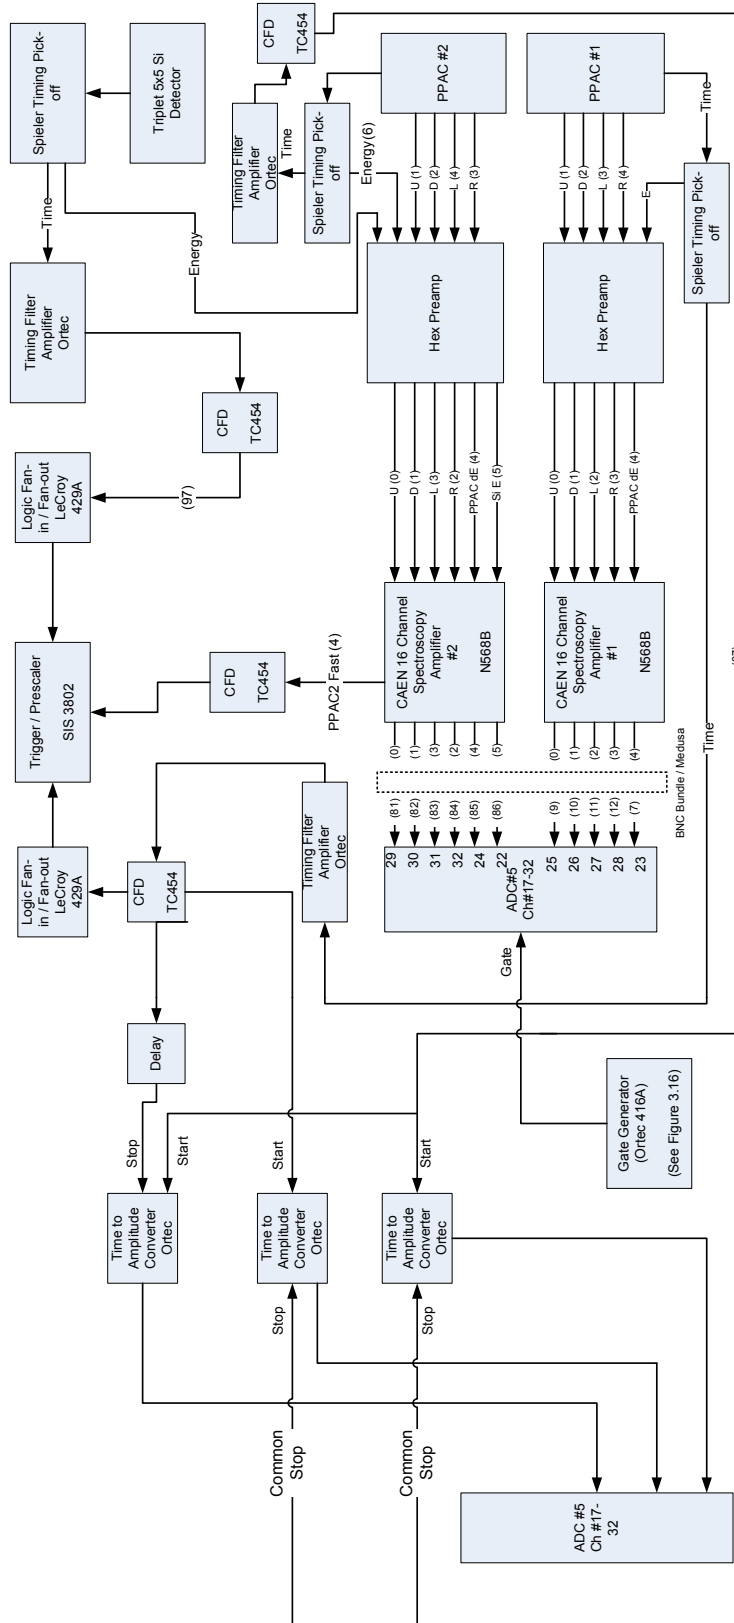 Spieler Timing Pick-
off
Triplet 5x5 Si
Detector
CFD
TC454
Timing Filter
Amplifier
Ortec
Time
Spieler Timing Pick-
off
Energy (6)
PPAC #2
PPAC #1
Time
U (1)
D (2)
L (4)
R (3)
U (1)
D (2)
L (3)
R (4)
E
Spieler Timing Pick-
off
Time
Energy
Timing Filter
Amplifier
Ortec
Hex Preamp
Hex Preamp
CFD
TC454
(97)
Logic Fan-
in / Fan-out
LeCroy
429A
U (0)
D (1)
L (3)
R (2)
PPAC dE (4)
Si E (5)
U (0)
D (1)
L (2)
R (3)
PPAC dE (4)
Trigger / Prescaler
SIS 3802
CFD
TC454
PPAC2 Fast (4)
CAEN 16 Channel
Spectroscopy
Amplifier
#2
N568B
CAEN 16 Channel
Spectroscopy
Amplifier
#1
N568B
Time
(0)
(1)
(3)
(2)
(4)
(5)
(0)
(1)
(2)
(3)
(4)
BNC Bundle / Medusa
(81)
(82)
(83)
(84)
(85)
(86)
(9)
(10)
(11)
(12)
(7)
Logic Fan-
in / Fan-out
LeCroy
429A
CFD
TC454
Timing Filter
Amplifier
Ortec
29
30
31
32
24
22
25
26
27
28
23
ADC#5
Ch#17-32
Gate
Delay
Gate Generator
(Ortec 416A)
(See Figure 3.16)
Stop
Start
Start
Start
Time to
Amplitude
Converter
Ortec
Time to
Amplitude
Converter
Ortec
Time to
Amplitude
Converter
Ortec
Stop
Stop
Common
Stop
Common
Stop
ADC #5
Ch #17-
32